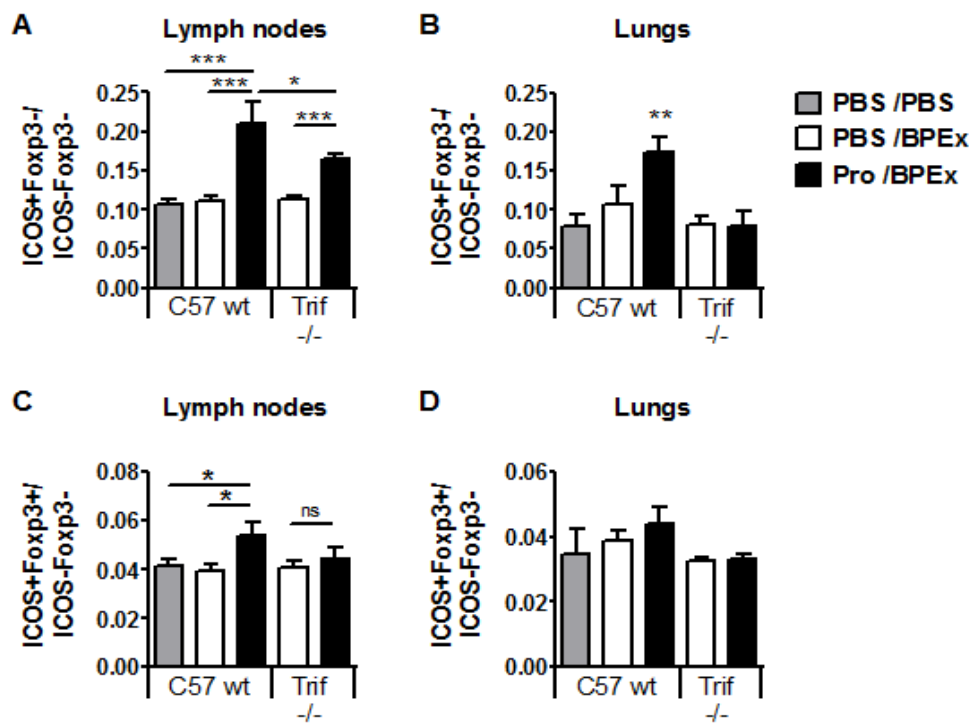 A
Lymph nodes
ICOS+Foxp3-/
ICOS-Foxp3-
0.25
0.20
0.15
0.10
0.05
0.00
***
***
*
***
C57 wt
Trif
-/-
B
Lungs
ICOS+Foxp3-/
ICOS-Foxp3-
0.25
0.20
0.15
0.10
0.05
0.00
**
C57 wt
Trif
-/-
PBS /PBS
PBS /BPEx
Pro /BPEx
C
Lymph nodes
ICOS+Foxp3+/
ICOS-Foxp3-
0.08
0.06
0.04
0.02
0.00
*
*
ns
C57 wt
Trif
-/-
D
Lungs
ICOS+Foxp3+/
ICOS-Foxp3-
0.06
0.04
0.02
0.00
C57 wt
Trif
-/-